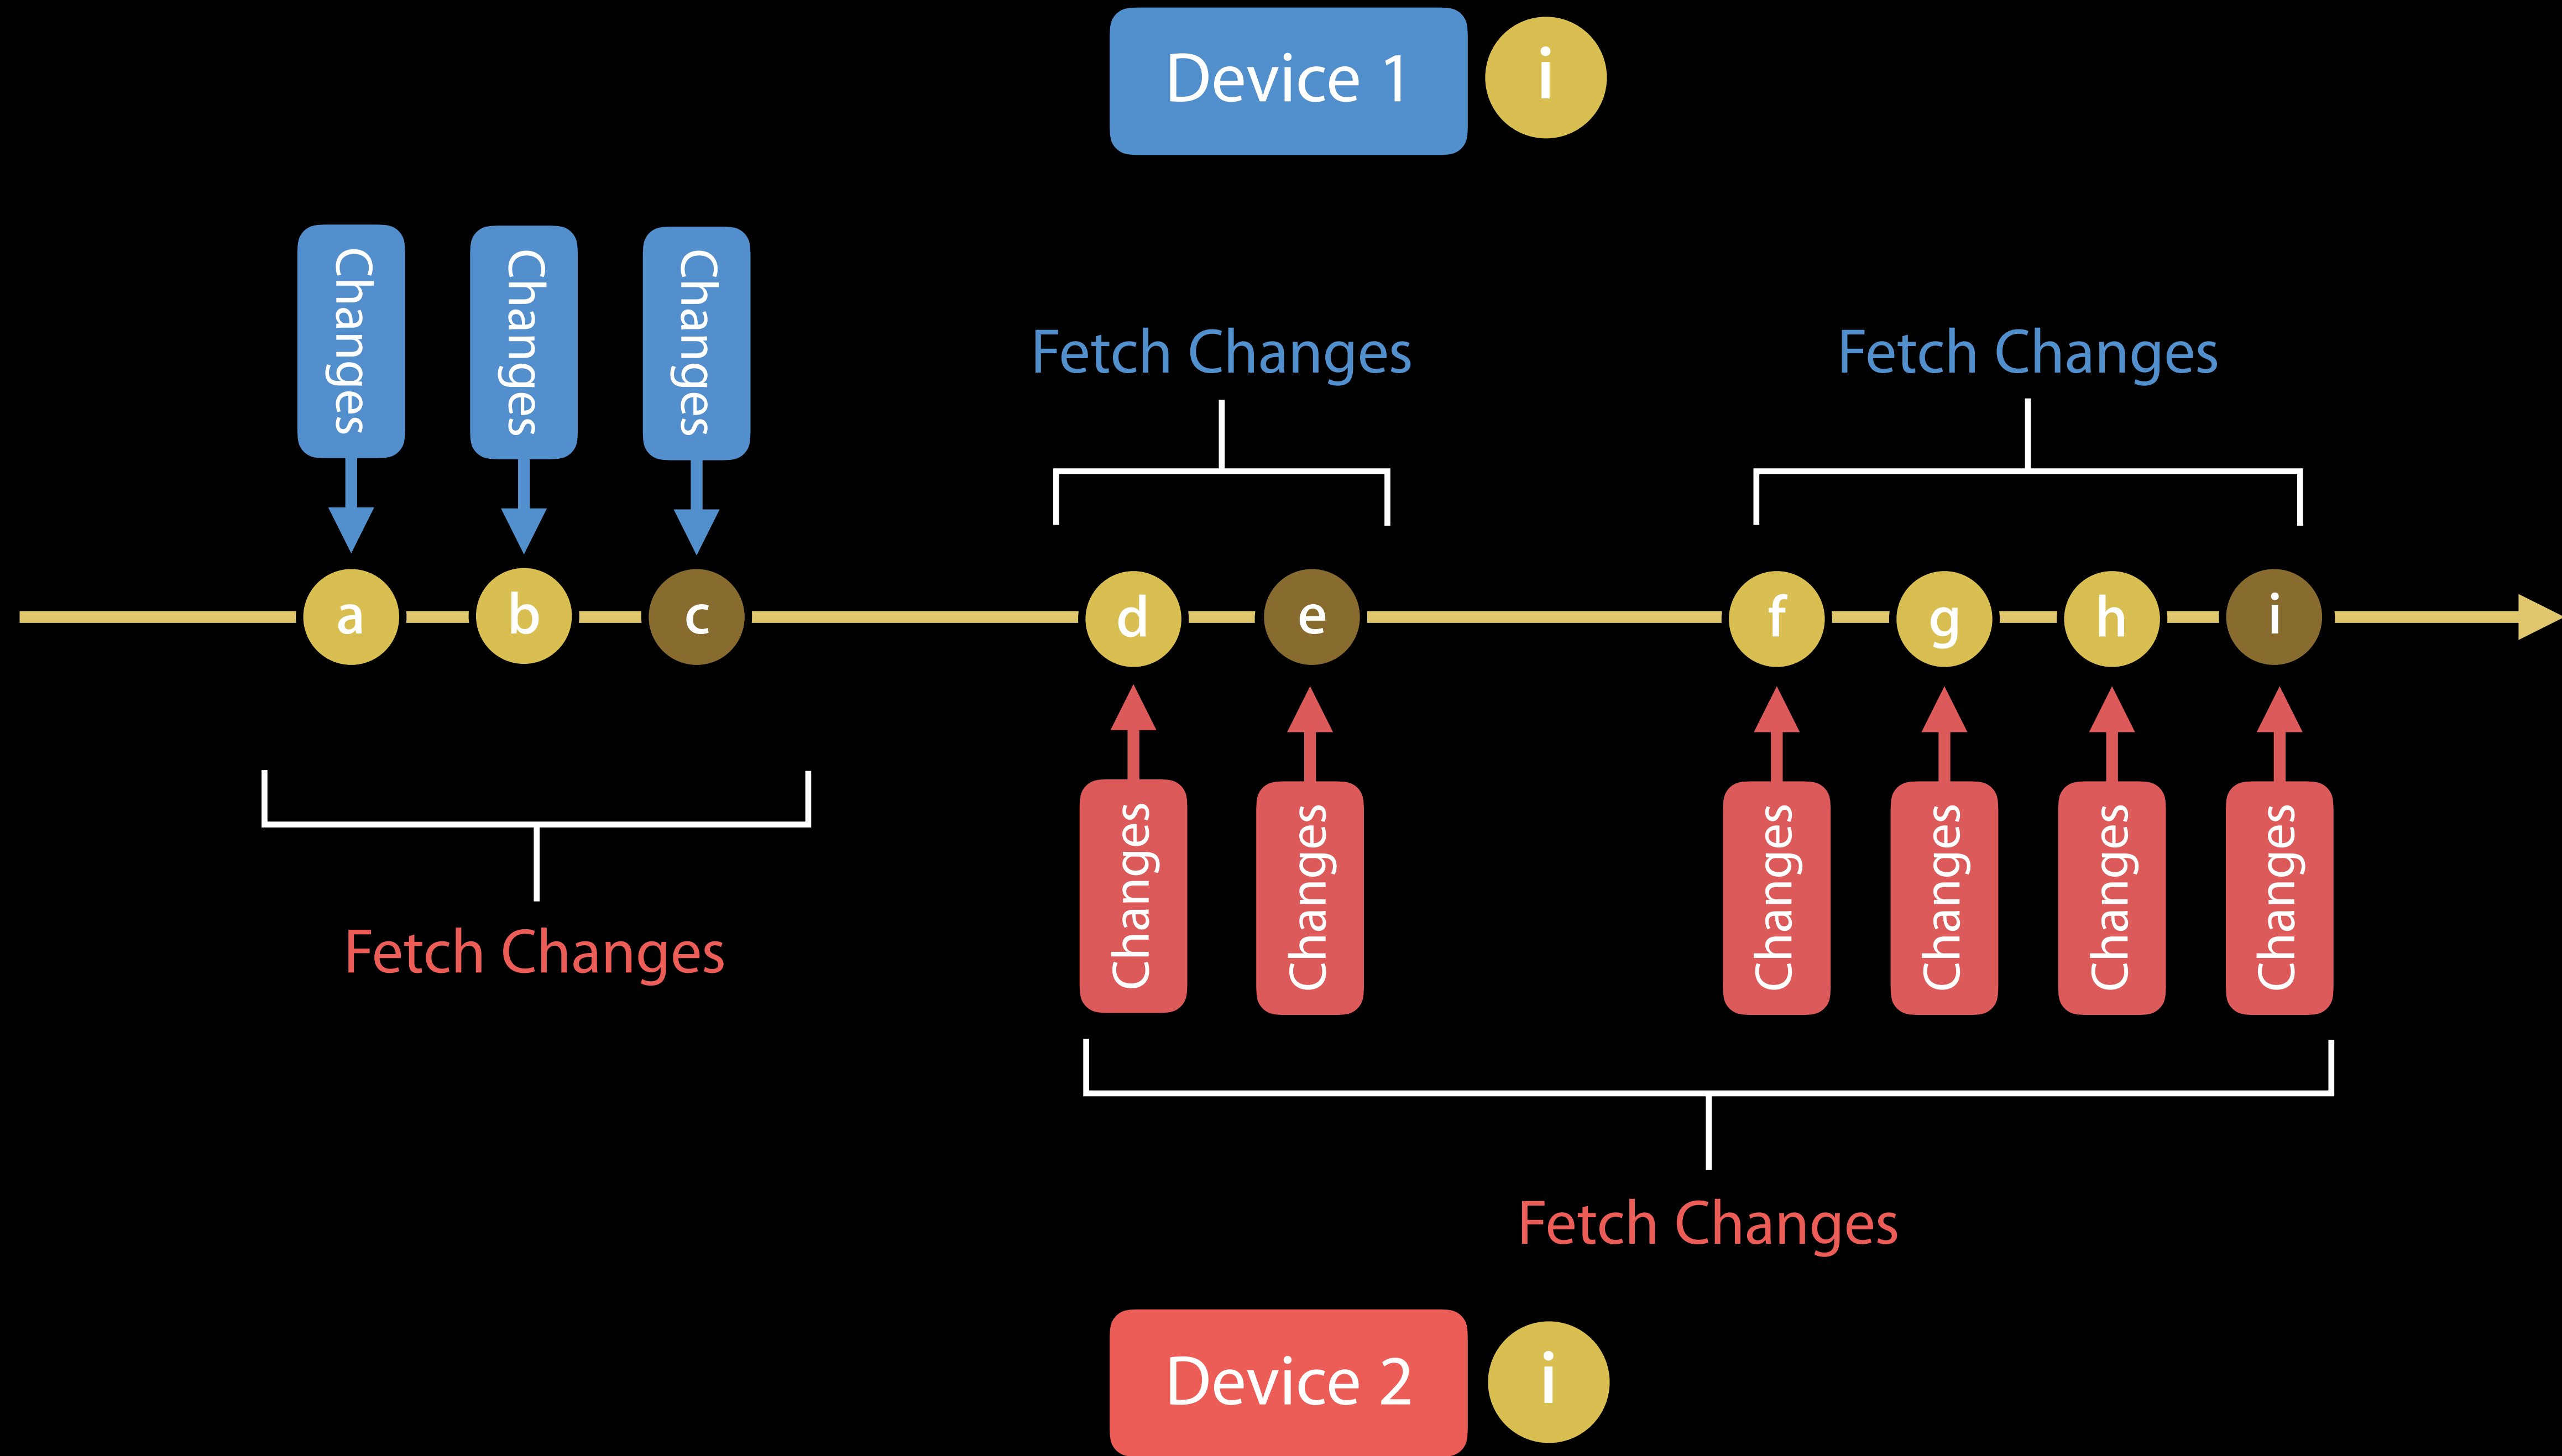 Device 1
i
Changes
Changes
Changes
Fetch Changes
Fetch Changes
a
b
c
d
e
f
g
h
i
Changes
Changes
Changes
Changes
Changes
Changes
Fetch Changes
Fetch Changes
Device 2
i